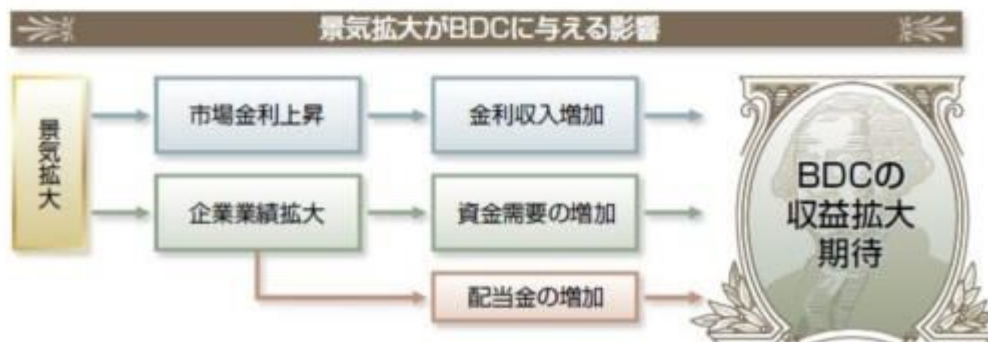 景気拡大がBDCに与える影響
景気拡大
市場金利上昇
金利収入増加
企業業績拡大
資金需要の増加
配当金の増加
BDCの
収益拡大
期待